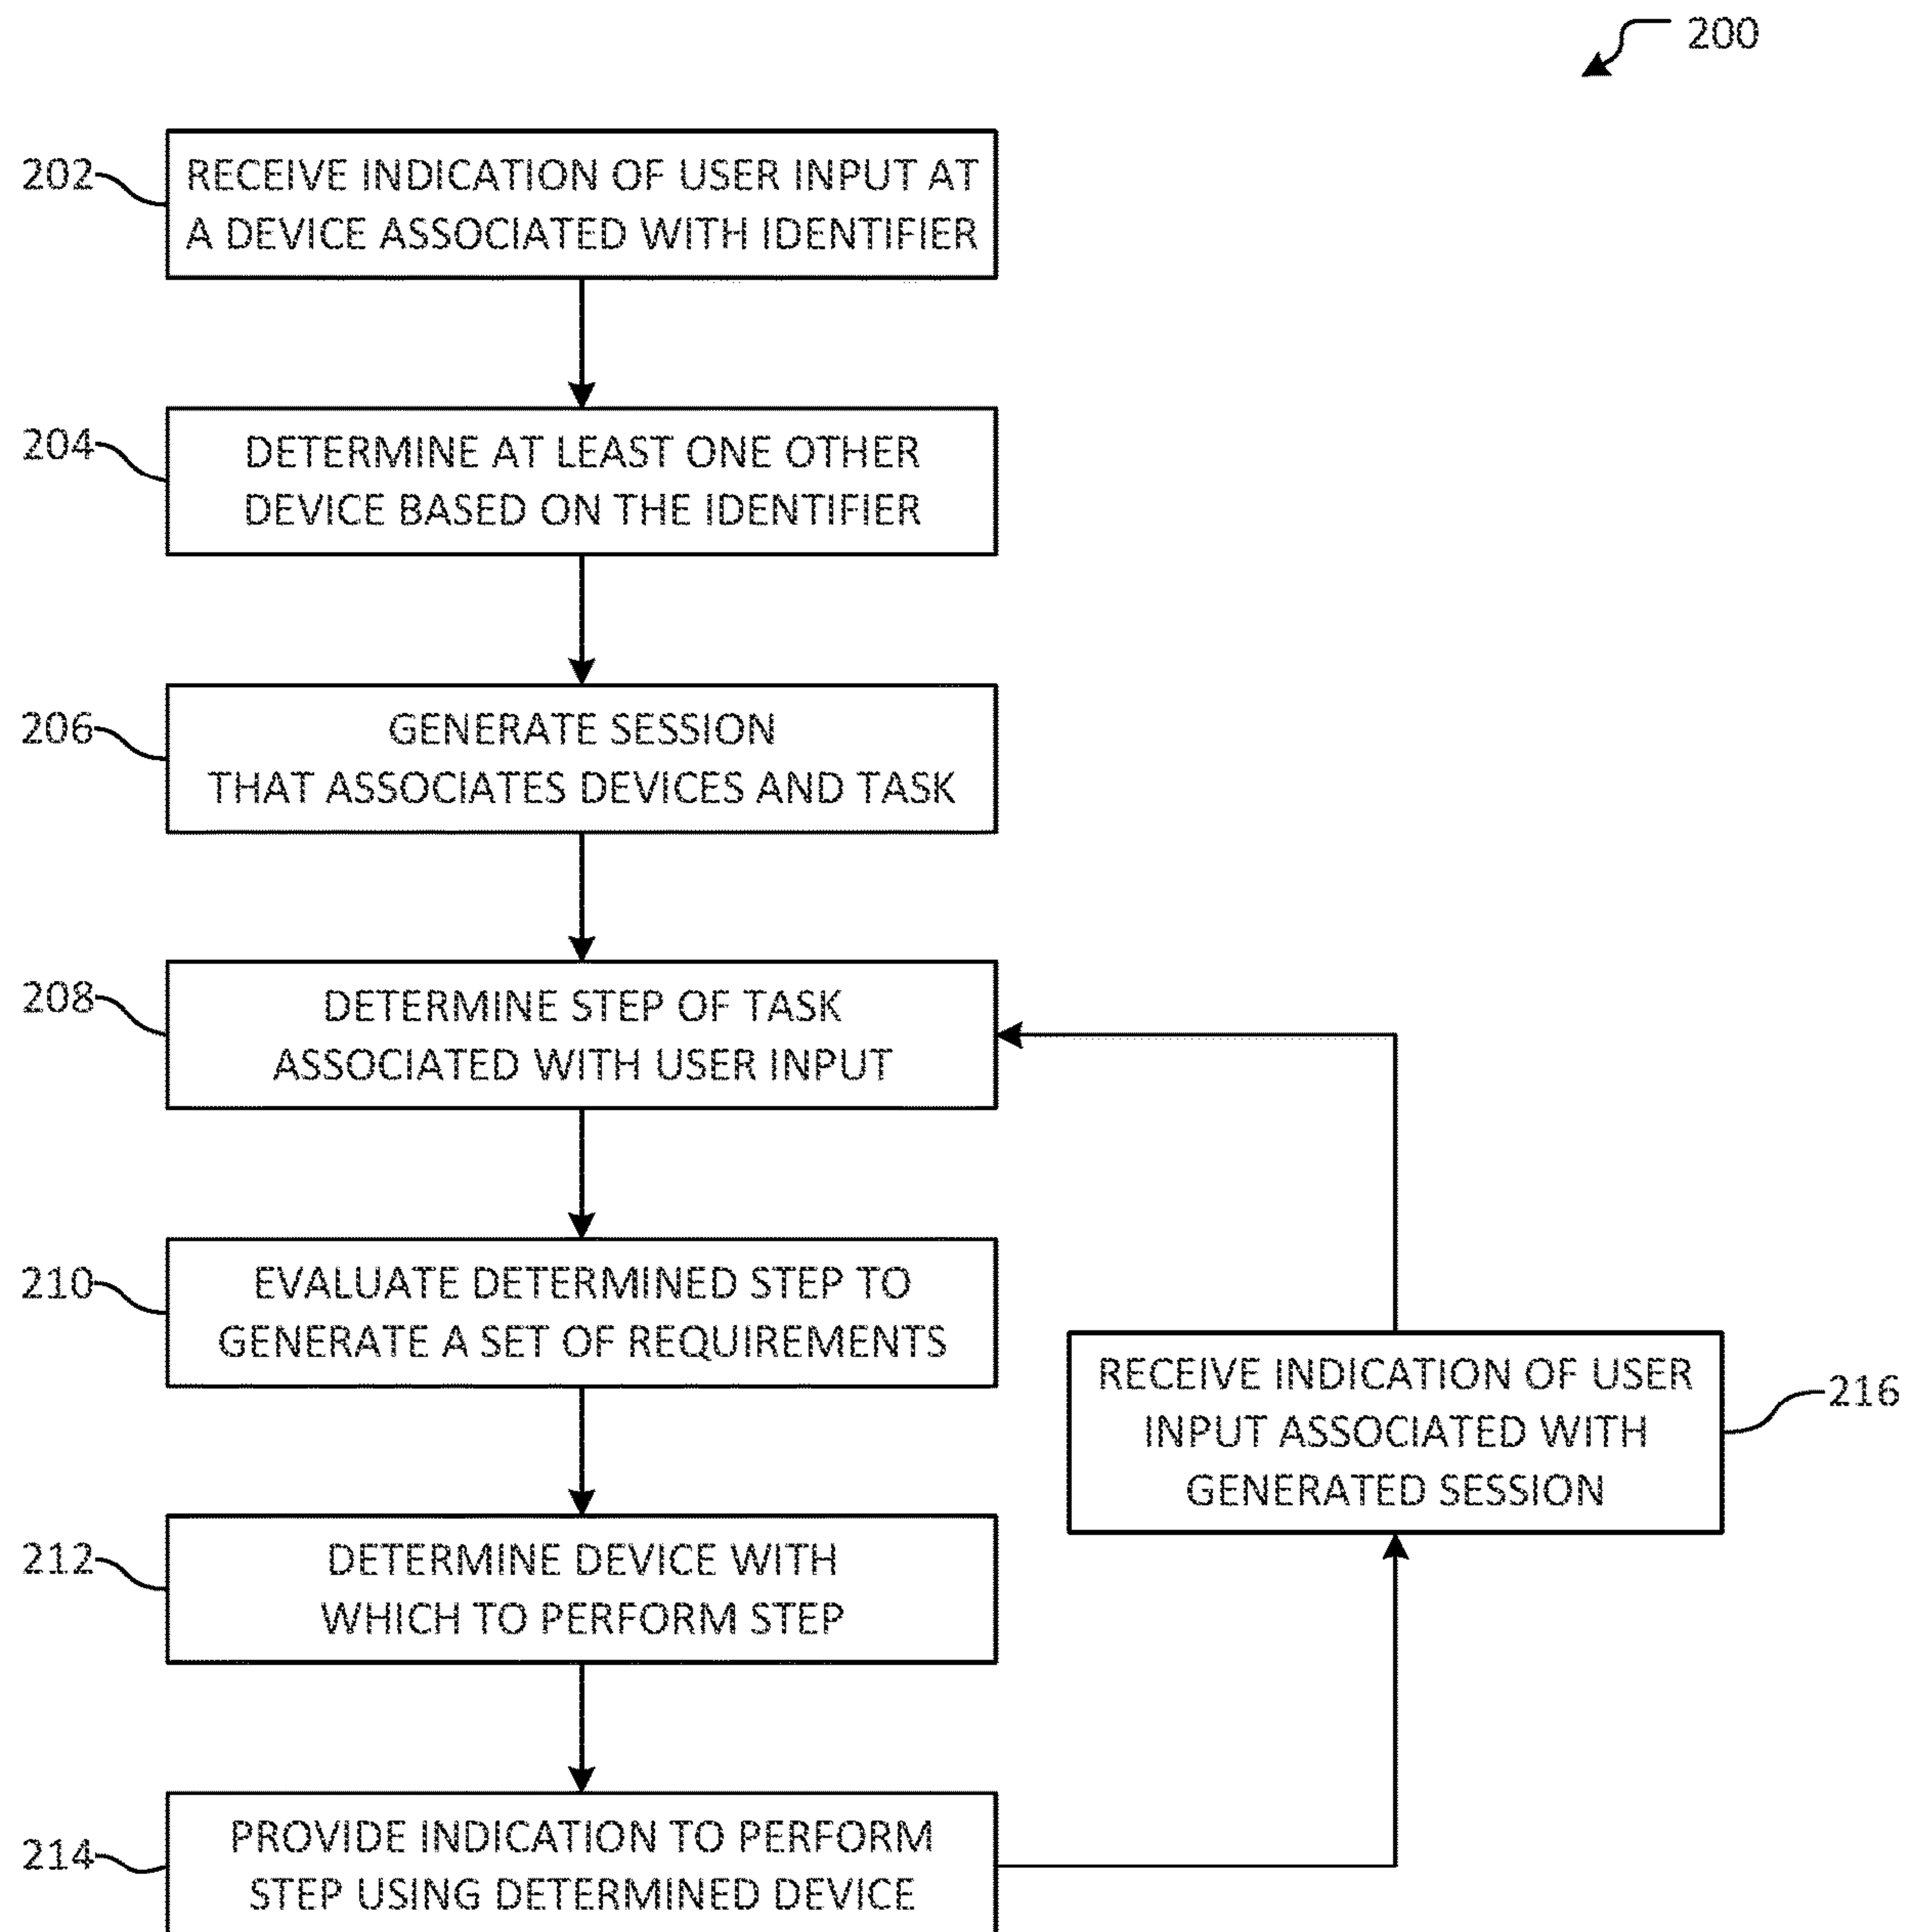 200
202
RECEIVE INDICATION OF USER INPUT AT
A DEVICE ASSOCIATED WITH IDENTIFIER
204
DETERMINE AT LEAST ONE OTHER
DEVICE BASED ON THE IDENTIFIER
206
GENERATE SESSION
THAT ASSOCIATES DEVICES AND TASK
208
DETERMINE STEP OF TASK
ASSOCIATED WITH USER INPUT
210
EVALUATE DETERMINED STEP TO
GENERATE A SET OF REQUIREMENTS
212
DETERMINE DEVICE WITH
WHICH TO PERFORM STEP
214
PROVIDE INDICATION TO PERFORM
STEP USING DETERMINED DEVICE
RECEIVE INDICATION OF USER
INPUT ASSOCIATED WITH
GENERATED SESSION
216